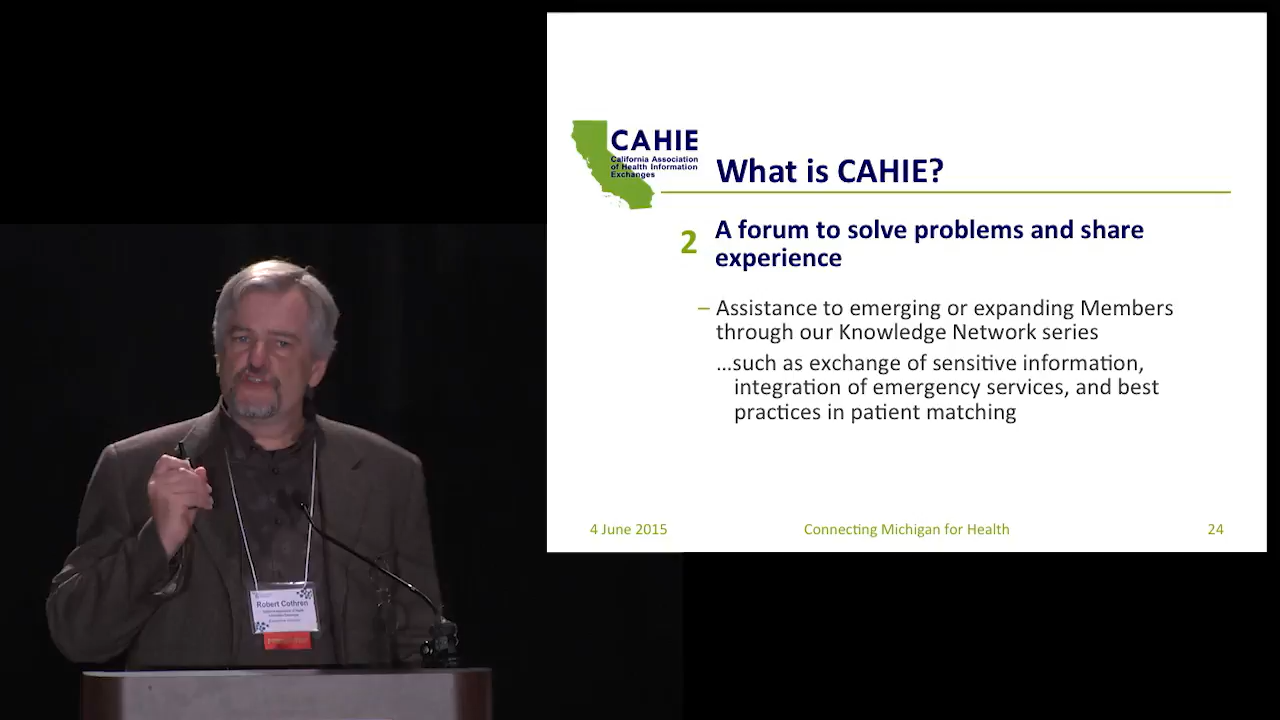 CAHIE
California Association
of Health Information
Exchanges
What is CAHIE?
2
A forum to solve problems and share
experience
– Assistance to emerging or expanding Members
through our Knowledge Network series
...such as exchange of sensitive information,
integration of emergency services, and best
practices in patient matching
4 June 2015
Connecting Michigan for Health
24
Robert Cothren